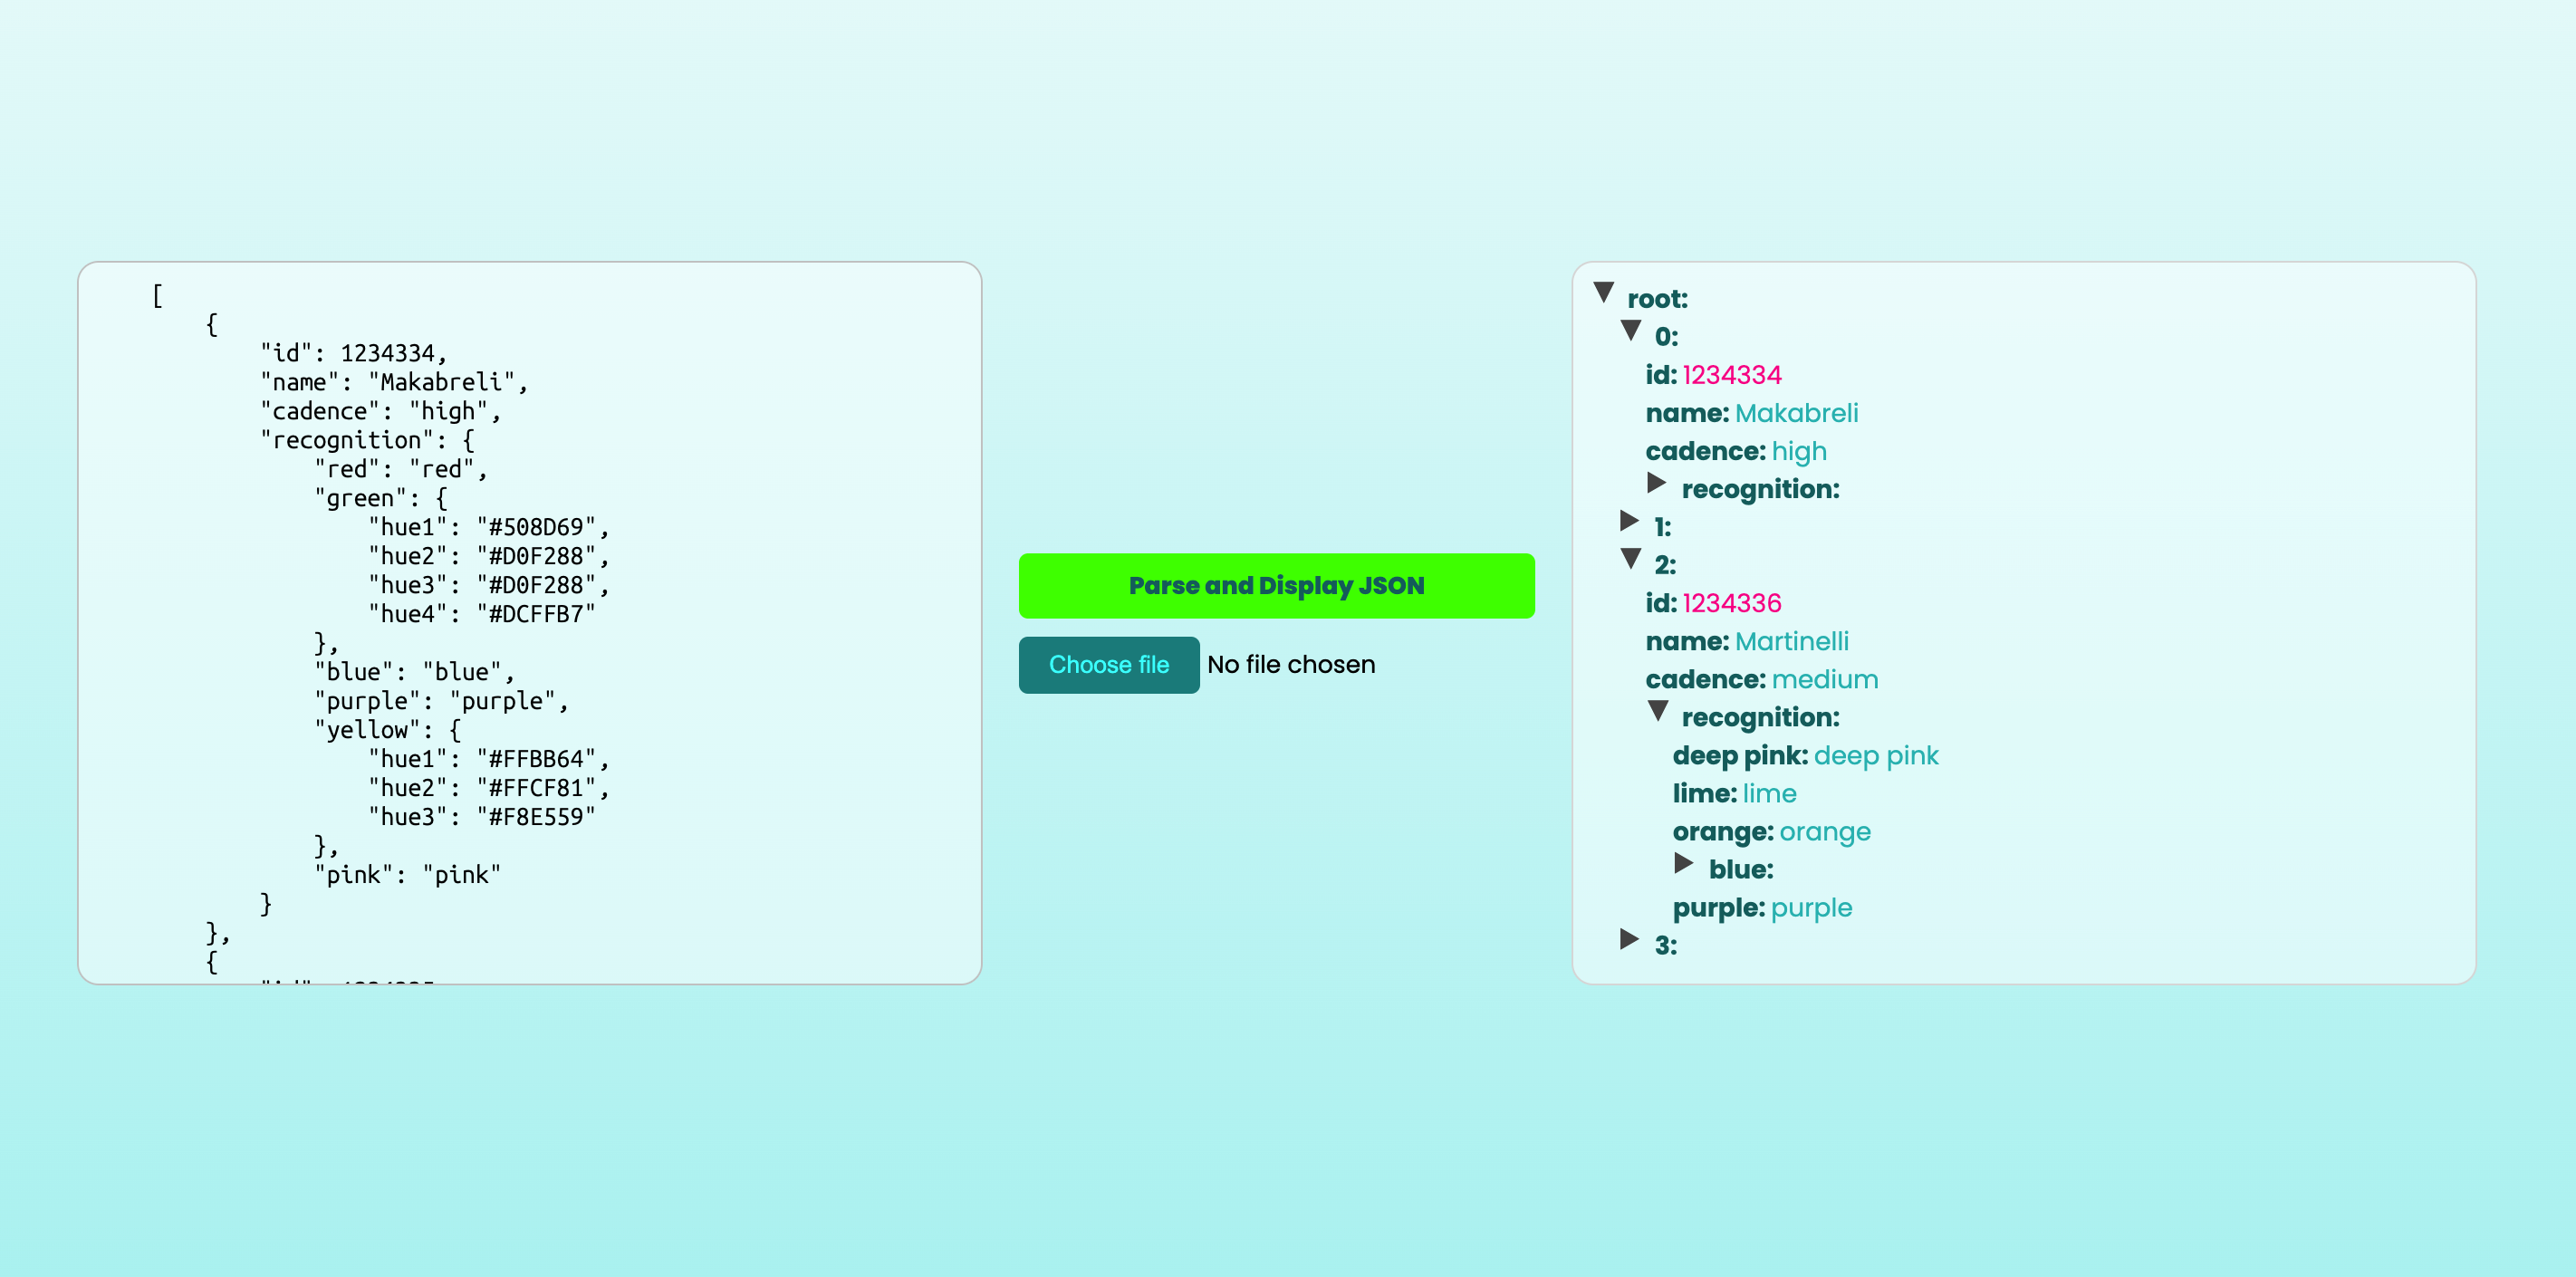 [
{
"id": 1234334,
"name": "Makabreli",
"cadence": "high",
"recognition": {
"red": "red",
"green": {
"hue1": "#508D69",
"hue2": "#D0F288",
"hue3": "#D0F288",
"hue4": "#DCFFB7"
},
"blue": "blue",
"purple": "purple",
"yellow": {
"hue1": "#FFBB64",
"hue2": "#FFCF81",
"hue3": "#F8E559"
},
"pink": "pink"
}
},
{
Parse and Display JSON
Choose file No file chosen
root:
0:
id: 1234334
name: Makabreli
cadence: high
recognition:
1:
2:
id: 1234336
name: Martinelli
cadence: medium
recognition:
deep pink: deep pink
lime: lime
orange: orange
blue:
purple: purple
3: